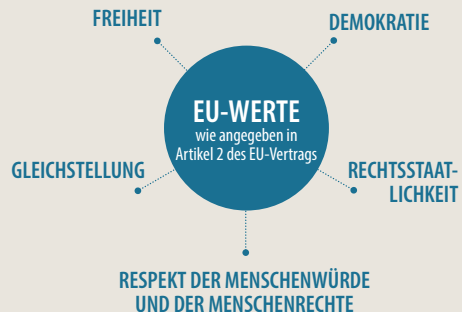 FREIHEIT
DEMOKRATIE
EU-WERTE
wie angegeben in
Artikel 2 des EU-Vertrags
GLEICHSTELLUNG
RECHTSSTAAT-
LICHKEIT
RESPEKT DER MENSCHENWÜRDE
UND DER MENSCHENRECHTE